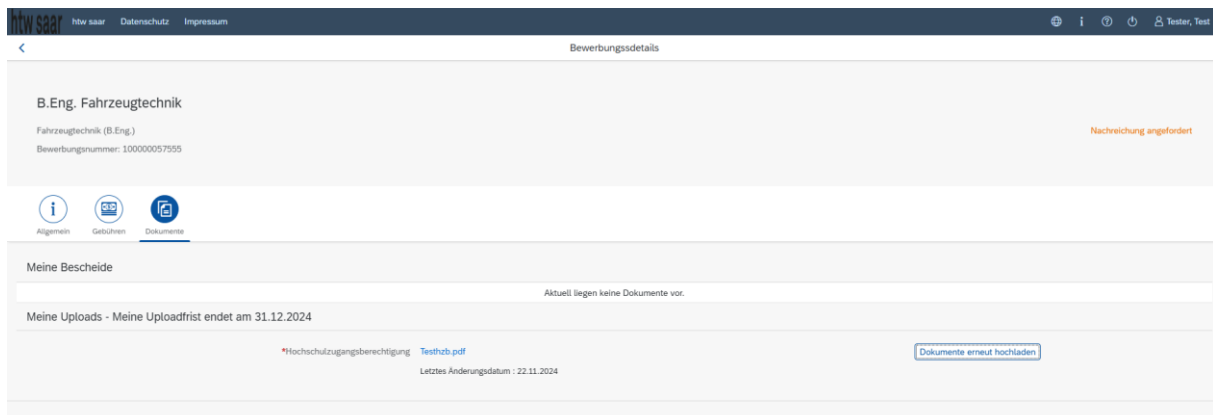 htw saar htw saar Datenschutz Impressum Tester, Test
Bewerbungssdetails
B.Eng. Fahrzeugtechnik
Fahrzeugtechnik (B.Eng.)
Nachreichung angefordert
Bewerbungsnummer: 100000057555
Allgemein Gebühren Dokumente
Meine Bescheide
Aktuell liegen keine Dokumente vor.
Meine Uploads - Meine Uploadfrist endet am 31.12.2024
*Hochschulzugangsberechtigung Testhzb.pdf Dokumente erneut hochladen
Letztes Änderungsdatum : 22.11.2024